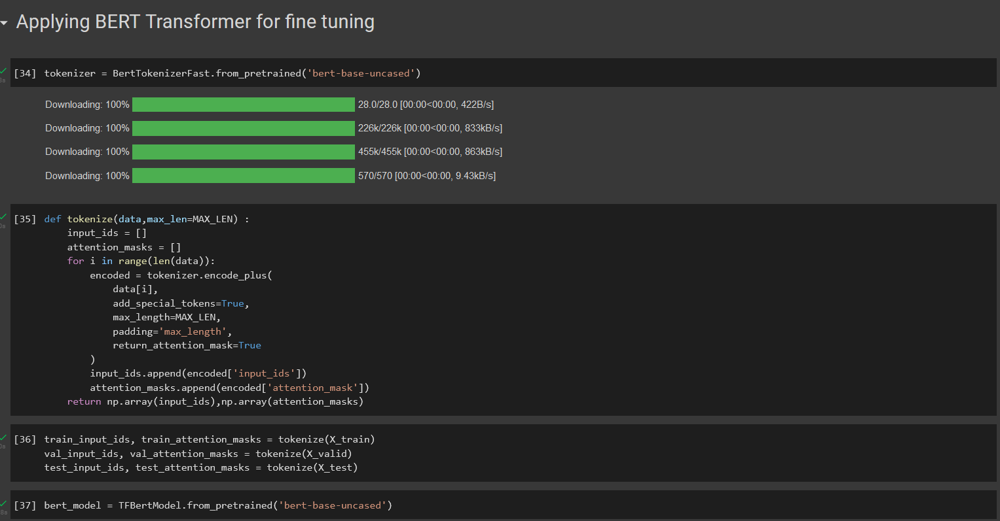 Applying BERT Transformer for fine tuning
[34] tokenizer = BertTokenizerFast.from_pretrained('bert-base-uncased')
Downloading: 100% 28.0/28.0 [00:00<00:00, 422B/s]
Downloading: 100% 226k/226k [00:00<00:00, 833kB/s]
Downloading: 100% 455k/455k [00:00<00:00, 863kB/s]
Downloading: 100% 570/570 [00:00<00:00, 9.43kB/s]
[35] def tokenize(data,max_len=MAX_LEN) :
    input_ids = []
    attention_masks = []
    for i in range(len(data)):
        encoded = tokenizer.encode_plus(
            data[i],
            add_special_tokens=True,
            max_length=MAX_LEN,
            padding='max_length',
            return_attention_mask=True
        )
        input_ids.append(encoded['input_ids'])
        attention_masks.append(encoded['attention_mask'])
    return np.array(input_ids),np.array(attention_masks)
[36] train_input_ids, train_attention_masks = tokenize(X_train)
val_input_ids, val_attention_masks = tokenize(X_valid)
test_input_ids, test_attention_masks = tokenize(X_test)
[37] bert_model = TFBertModel.from_pretrained('bert-base-uncased')